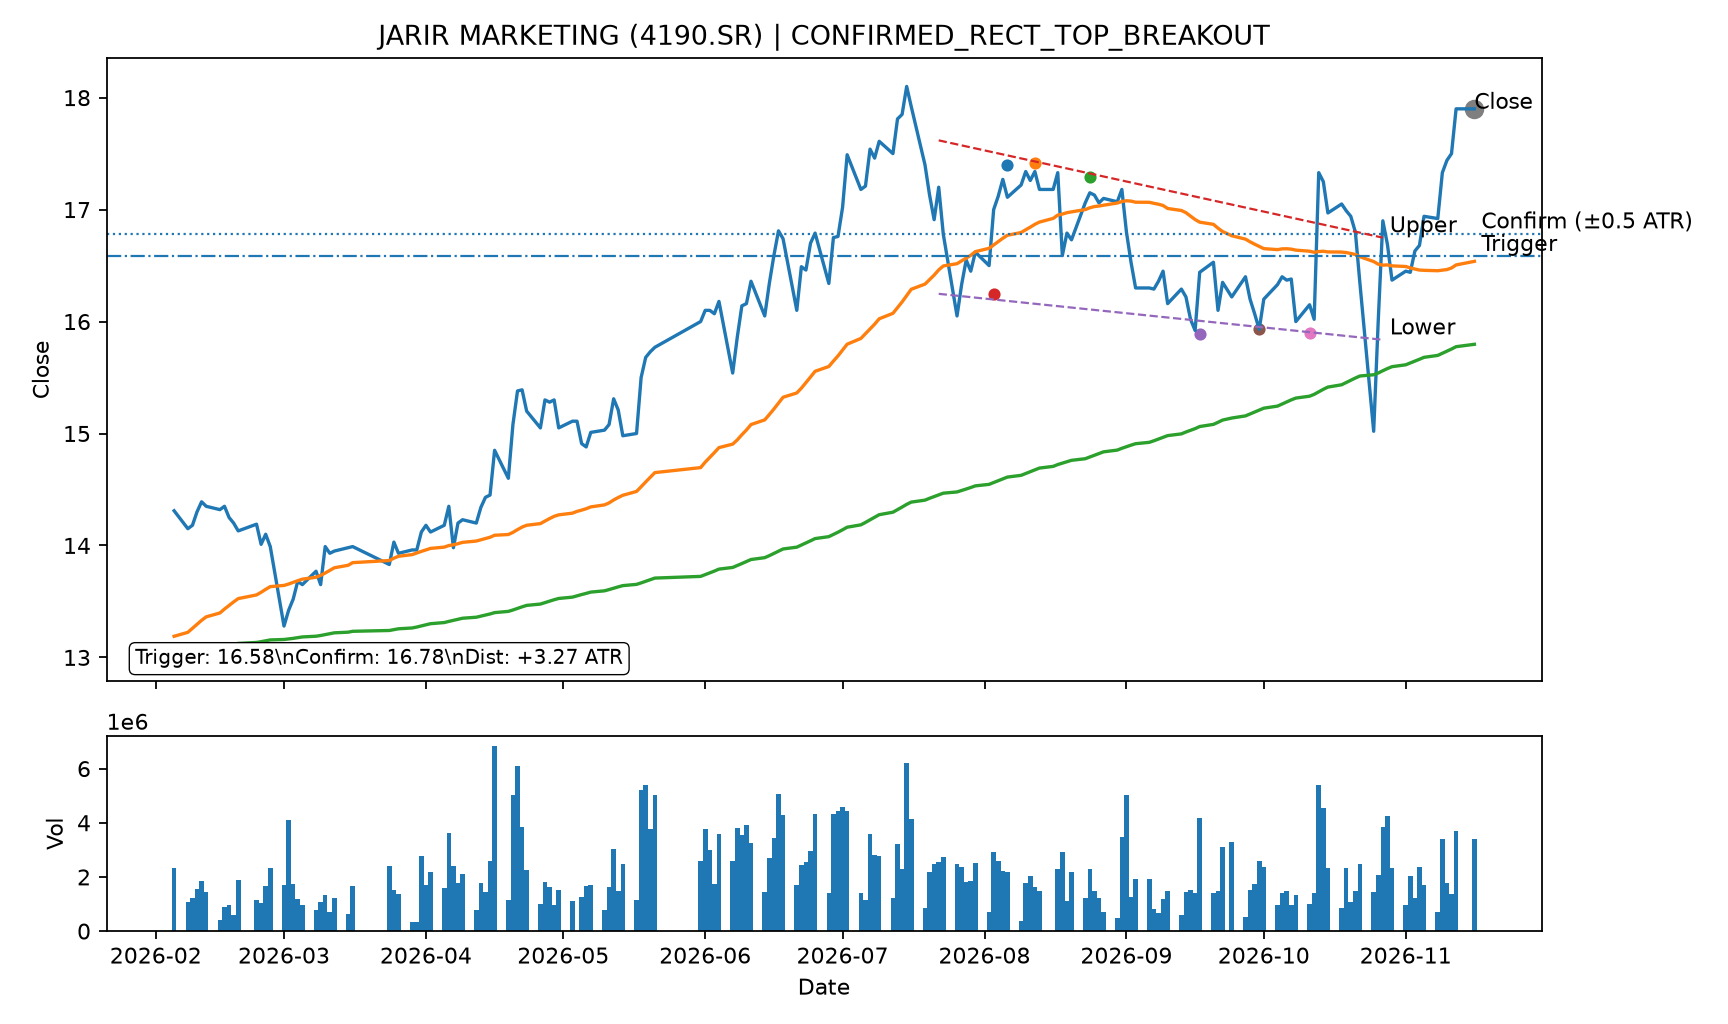 JARIR MARKETING (4190.SR) | CONFIRMED_RECT_TOP_BREAKOUT
Close
18
17
16
15
14
13
Close
Upper
Confirm (±0.5 ATR)
Trigger
Lower
Trigger: 16.58\nConfirm: 16.78\nDist: +3.27 ATR
1e6
Vol
6
4
2
0
2026-02 2026-03 2026-04 2026-05 2026-06 2026-07 2026-08 2026-09 2026-10 2026-11
Date